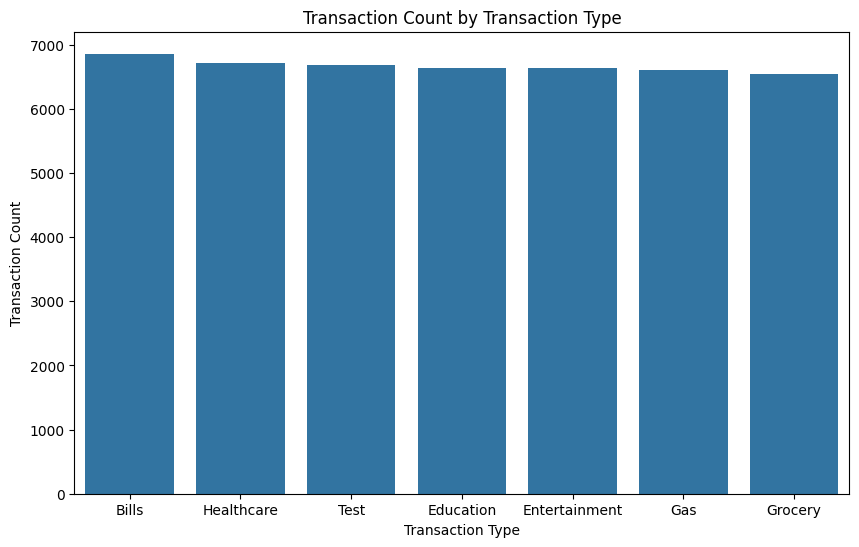 Transaction Count by Transaction Type
7000
6000
5000
4000
3000
2000
1000
0
Transaction Count
Bills Healthcare Test Education Entertainment Gas Grocery
Transaction Type